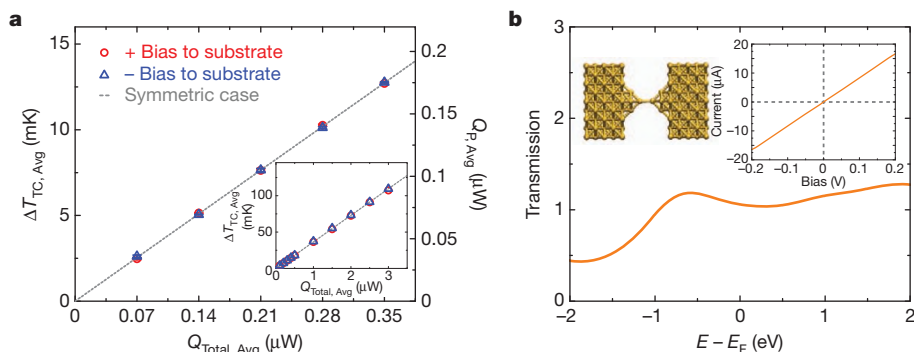 a
15
10
5
0
ΔT_TC, Avg (mK)
○ + Bias to substrate
△ – Bias to substrate
---- Symmetric case
0.2
0.15
0.1
0.05
0
Q_P, Avg (μW)
100
50
0
ΔT_TC, Avg
(mK)
0 1 2 3
Q_Total, Avg (μW)
0 0.07 0.14 0.21 0.28 0.35
Q_Total, Avg (μW)
b
3
2
1
0
Transmission
20
10
0
–10
–20
Current (μA)
–0.2 –0.1 0 0.1 0.2
Bias (V)
–2 –1 0 1 2
E – E_F (eV)